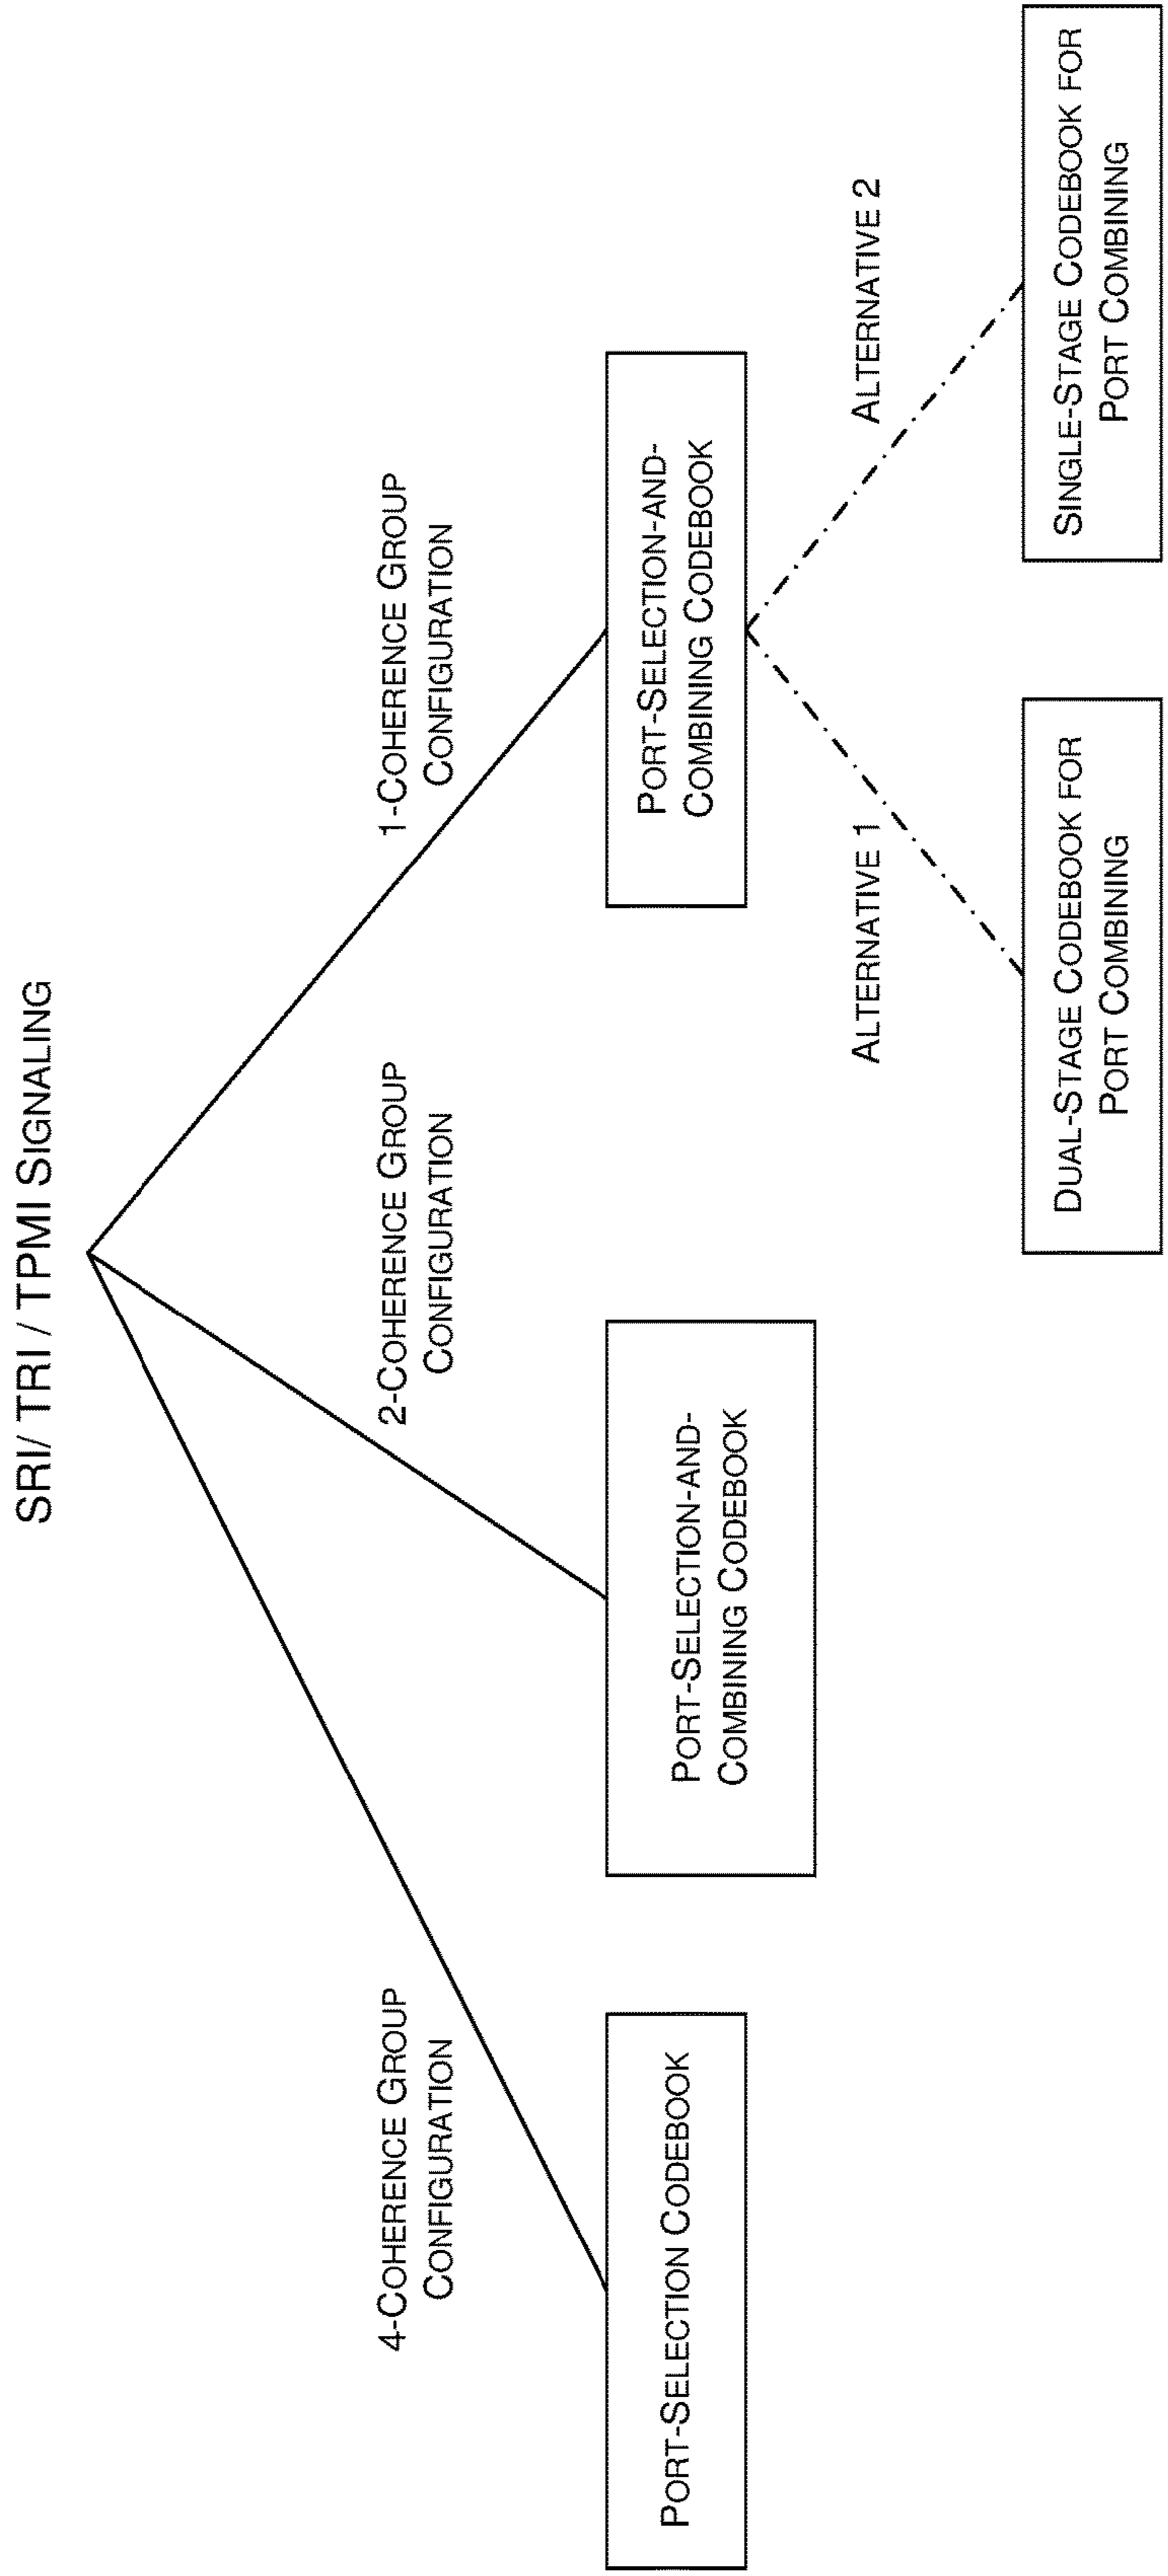 SRI/ TRI / TPMI SIGNALING
4-COHERENCE GROUP
CONFIGURATION
2-COHERENCE GROUP
CONFIGURATION
1-COHERENCE GROUP
CONFIGURATION
PORT-SELECTION CODEBOOK
PORT-SELECTION-AND-
COMBINING CODEBOOK
PORT-SELECTION-AND-
COMBINING CODEBOOK
ALTERNATIVE 1
ALTERNATIVE 2
DUAL-STAGE CODEBOOK FOR
PORT COMBINING
SINGLE-STAGE CODEBOOK FOR
PORT COMBINING